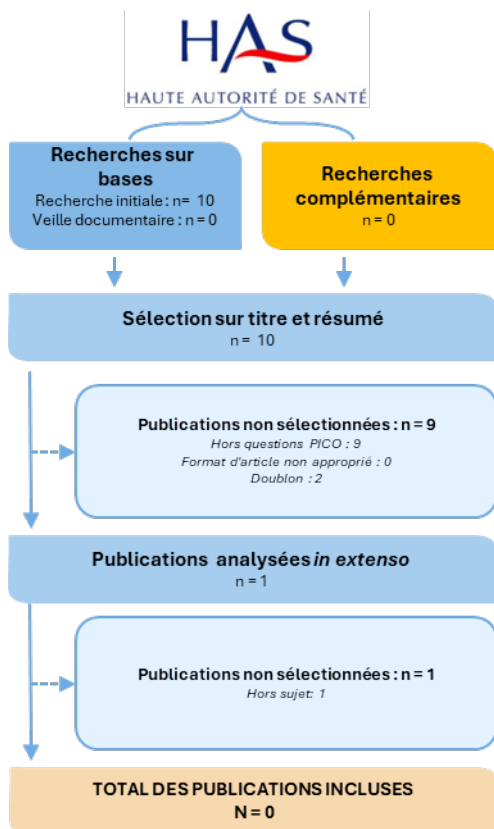 HAS
HAUTE AUTORITÉ DE SANTÉ
Recherches sur
bases
Recherche initiale : n= 10
Veille documentaire : n = 0
Recherches
complémentaires
n = 0
Sélection sur titre et résumé
n = 10
Publications non sélectionnées : n = 9
Hors questions PICO : 9
Format d'article non approprié : 0
Doublon : 2
Publications analysées in extenso
n = 1
Publications non sélectionnées : n = 1
Hors sujet: 1
TOTAL DES PUBLICATIONS INCLUSES
N = 0